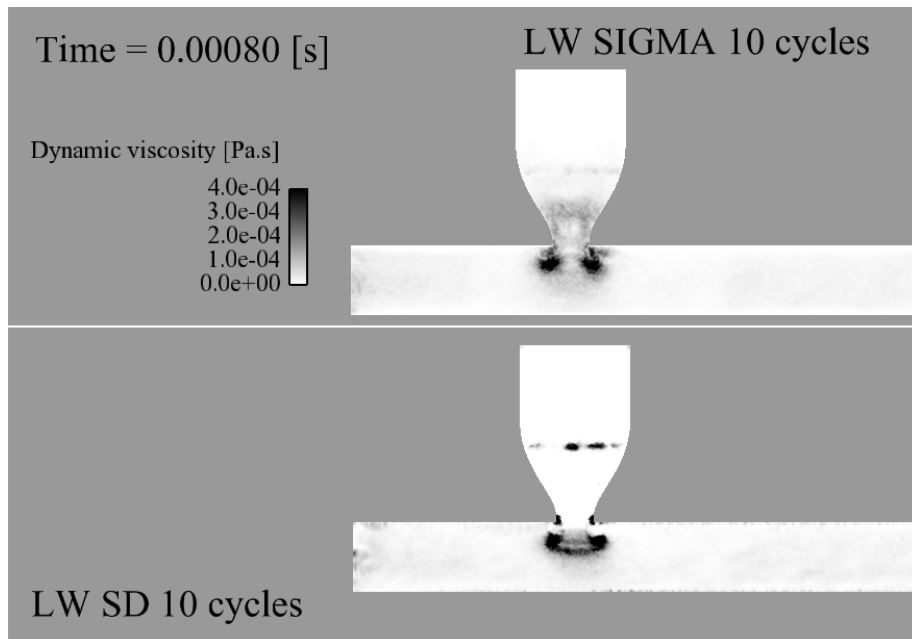 Time = 0.00080 [s]
LW SIGMA 10 cycles
Dynamic viscosity [Pa.s]
4.0e-04
3.0e-04
2.0e-04
1.0e-04
0.0e+00
LW SD 10 cycles